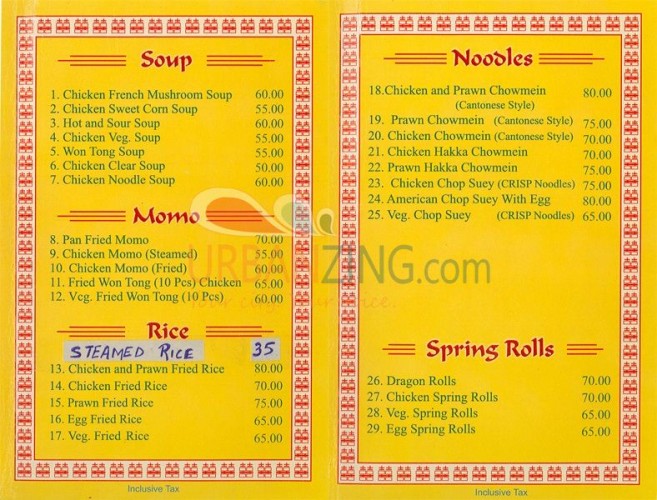 Soup
1. Chicken French Mushroom Soup 60.00
2. Chicken Sweet Corn Soup 55.00
3. Hot and Sour Soup 60.00
4. Chicken Veg. Soup 55.00
5. Won Tong Soup 55.00
6. Chicken Clear Soup 50.00
7. Chicken Noodle Soup 60.00
Momo
8. Pan Fried Momo 70.00
9. Chicken Momo (Steamed) 55.00
10. Chicken Momo (Fried) 60.00
11. Fried Won Tong (10 Pcs) Chicken 65.00
12. Veg. Fried Won Tong (10 Pcs) 60.00
Rice
STEAMED RICE 35
13. Chicken and Prawn Fried Rice 80.00
14. Chicken Fried Rice 70.00
15. Prawn Fried Rice 75.00
16. Egg Fried Rice 65.00
17. Veg. Fried Rice 65.00
Inclusive Tax
Noodles
18.Chicken and Prawn Chowmein 80.00
(Cantonese Style)
19. Prawn Chowmein (Cantonese Style) 75.00
20. Chicken Chowmein (Cantonese Style) 70.00
21. Chicken Hakka Chowmein 70.00
22. Prawn Hakka Chowmein 75.00
23. Chicken Chop Suey (CRISP Noodles) 75.00
24. American Chop Suey With Egg 80.00
25. Veg. Chop Suey (CRISP Noodles) 65.00
Spring Rolls
26. Dragon Rolls 70.00
27. Chicken Spring Rolls 70.00
28. Veg. Spring Rolls 65.00
29. Egg Spring Rolls 65.00
Inclusive Tax
URBANZING.com